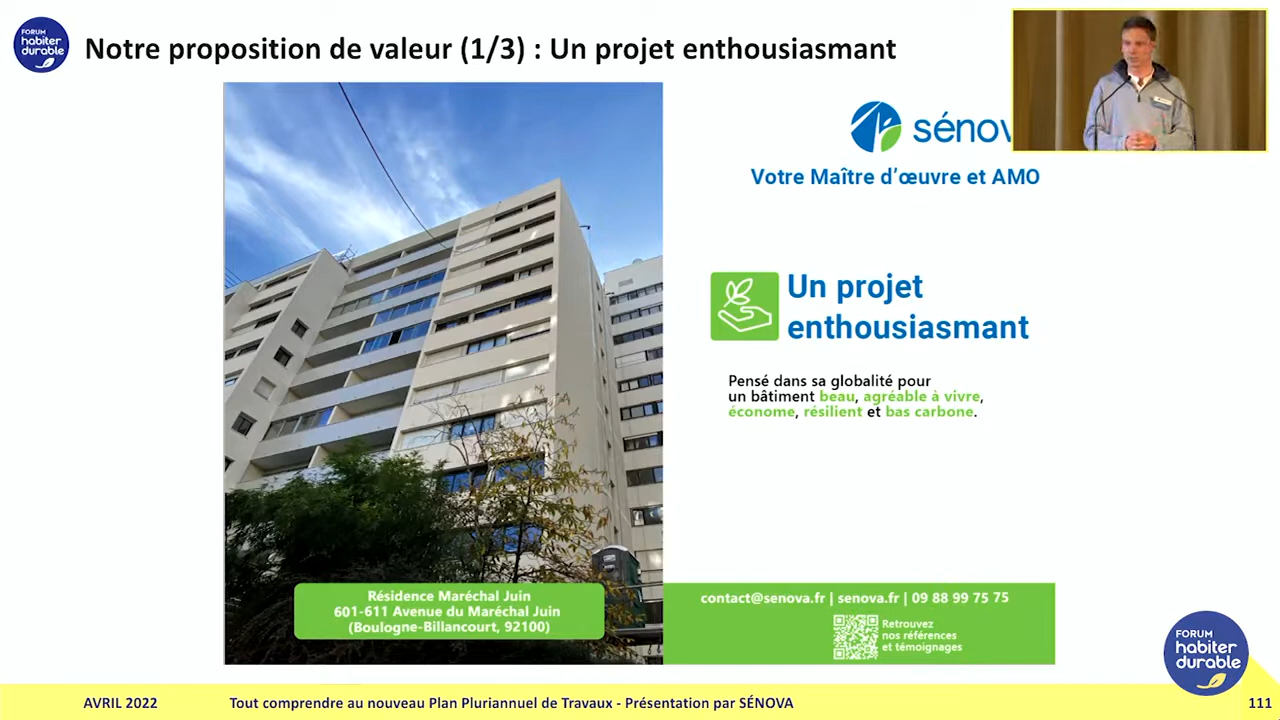 FORUM
habiter
durable
Notre proposition de valeur (1/3) : Un projet enthousiasmant
sénov
Votre Maître d'œuvre et AMO
Un projet
enthousiasmant
Pensé dans sa globalité pour
un bâtiment beau, agréable à vivre,
économe, résilient et bas carbone.
Résidence Maréchal Juin
601-611 Avenue du Maréchal Juin
(Boulogne-Billancourt, 92100)
contact@senova.fr | senova.fr | 09 88 99 75 75
Retrouvez
nos références
et témoignages
FORUM
habiter
durable
AVRIL 2022 Tout comprendre au nouveau Plan Pluriannuel de Travaux - Présentation par SÉNOVA 111